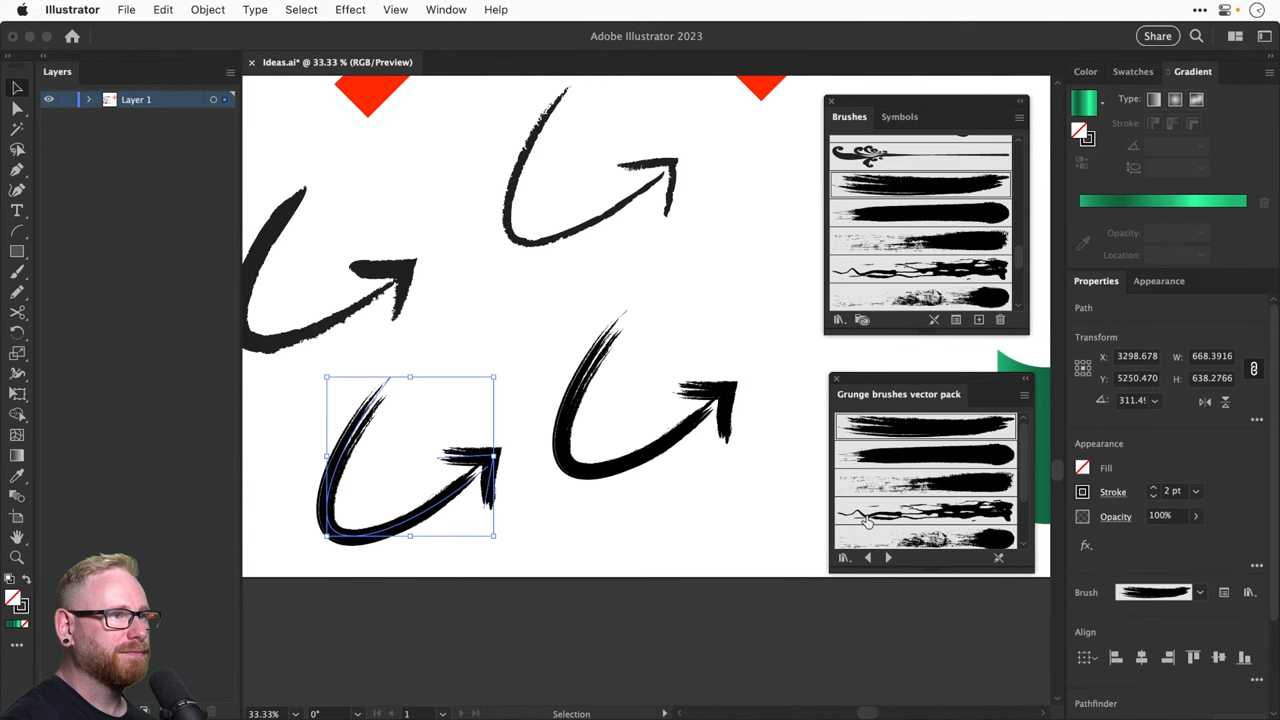 Illustrator File Edit Object Type Select Effect View Window Help
Adobe Illustrator 2023
Share
Layers
Layer 1
Ideas.ai* @ 33.33 % (RGB/Preview)
Brushes Symbols
Grunge brushes vector pack
Color Swatches Gradient
Type:
Stroke:
Opacity:
Location:
Properties Appearance
Path
Transform
X: 3298.678 W: 668.3916
Y: 5250.470 H: 638.2766
Appearance
Fill
Stroke 2 pt
Opacity 100%
fx.
Brush
Align
Pathfinder
33.33% 0° 1 Selection